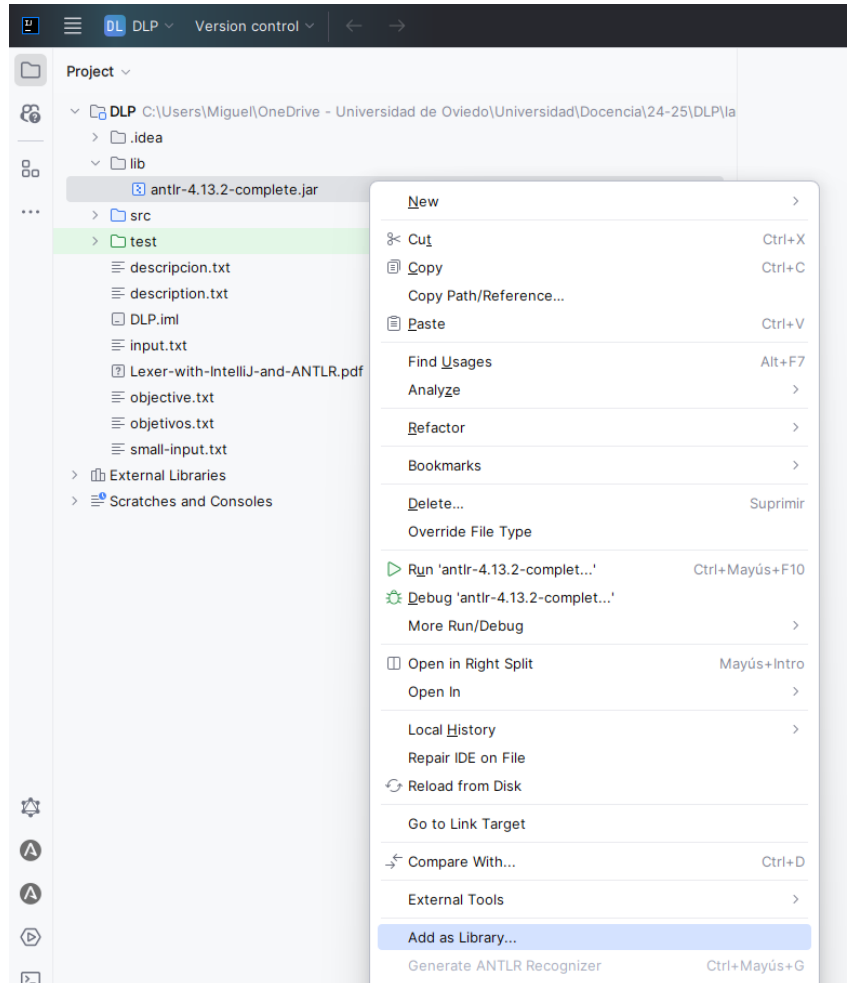 IJ
DL DLP Version control
Project
DLP C:\Users\Miguel\OneDrive - Universidad de Oviedo\Universidad\Docencia\24-25\DLP\la
.idea
lib
antlr-4.13.2-complete.jar
src
test
descripcion.txt
description.txt
DLP.iml
input.txt
Lexer-with-IntelliJ-and-ANTLR.pdf
objective.txt
objetivos.txt
small-input.txt
External Libraries
Scratches and Consoles
New
Cut Ctrl+X
Copy Ctrl+C
Copy Path/Reference...
Paste Ctrl+V
Find Usages Alt+F7
Analyze
Refactor
Bookmarks
Delete... Suprimir
Override File Type
Run 'antlr-4.13.2-complet...' Ctrl+Mayús+F10
Debug 'antlr-4.13.2-complet...'
More Run/Debug
Open in Right Split Mayús+Intro
Open In
Local History
Repair IDE on File
Reload from Disk
Go to Link Target
Compare With... Ctrl+D
External Tools
Add as Library...
Generate ANTLR Recognizer Ctrl+Mayús+G